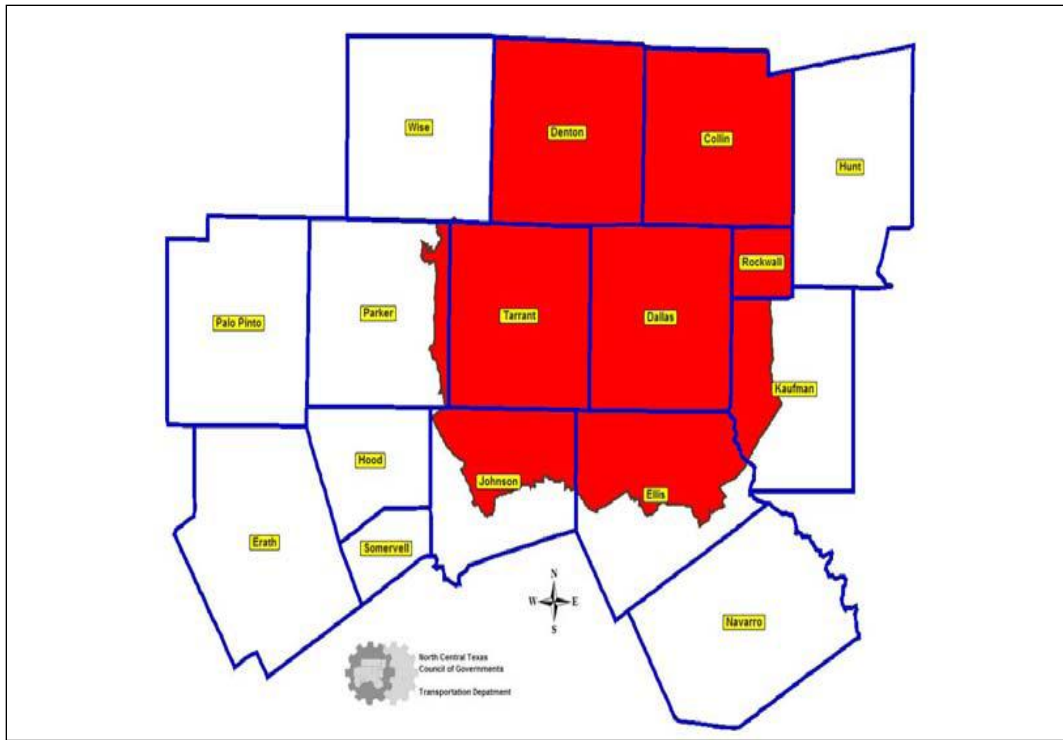 Wise
Denton
Collin
Hunt
Rockwall
Palo Pinto
Parker
Tarrant
Dallas
Kaufman
Hood
Johnson
Ellis
Erath
Somervell
N
W E
S
Navarro
North Central Texas
Council of Governments
Transportation Depatment